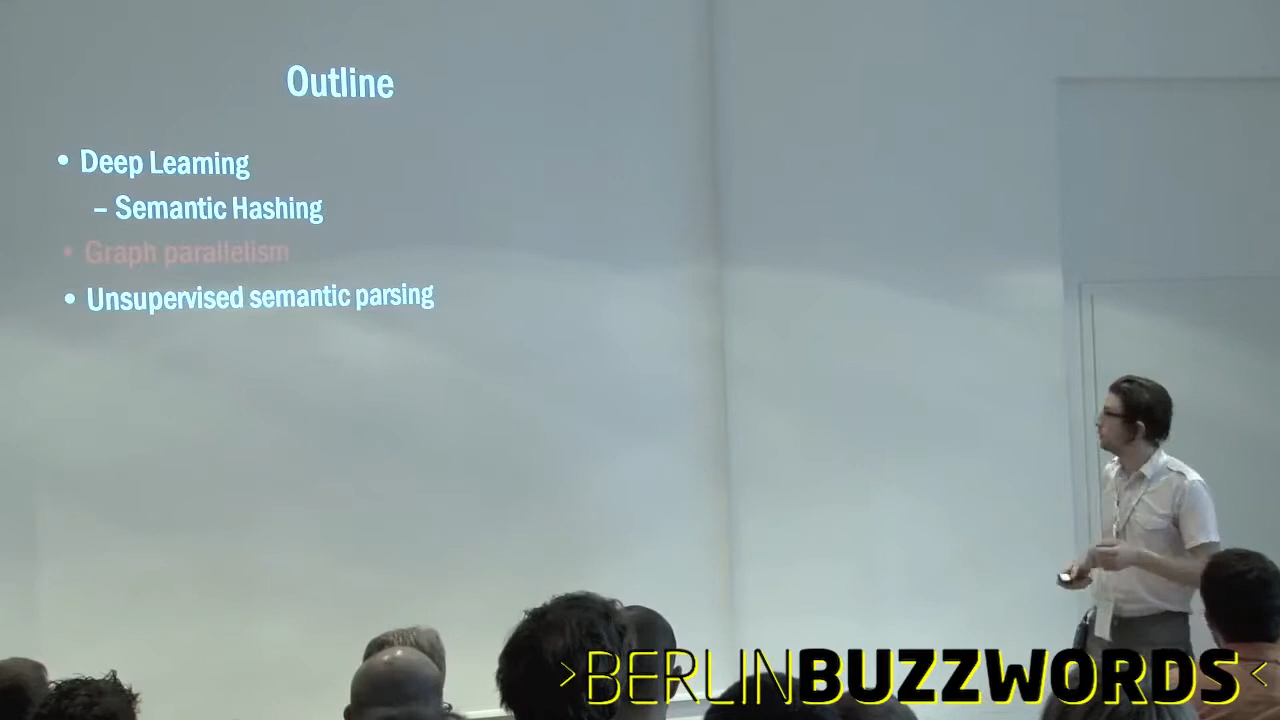 Outline
• Deep Learning
– Semantic Hashing
• Graph parallelism
• Unsupervised semantic parsing
>BERLINBUZZWORDS<